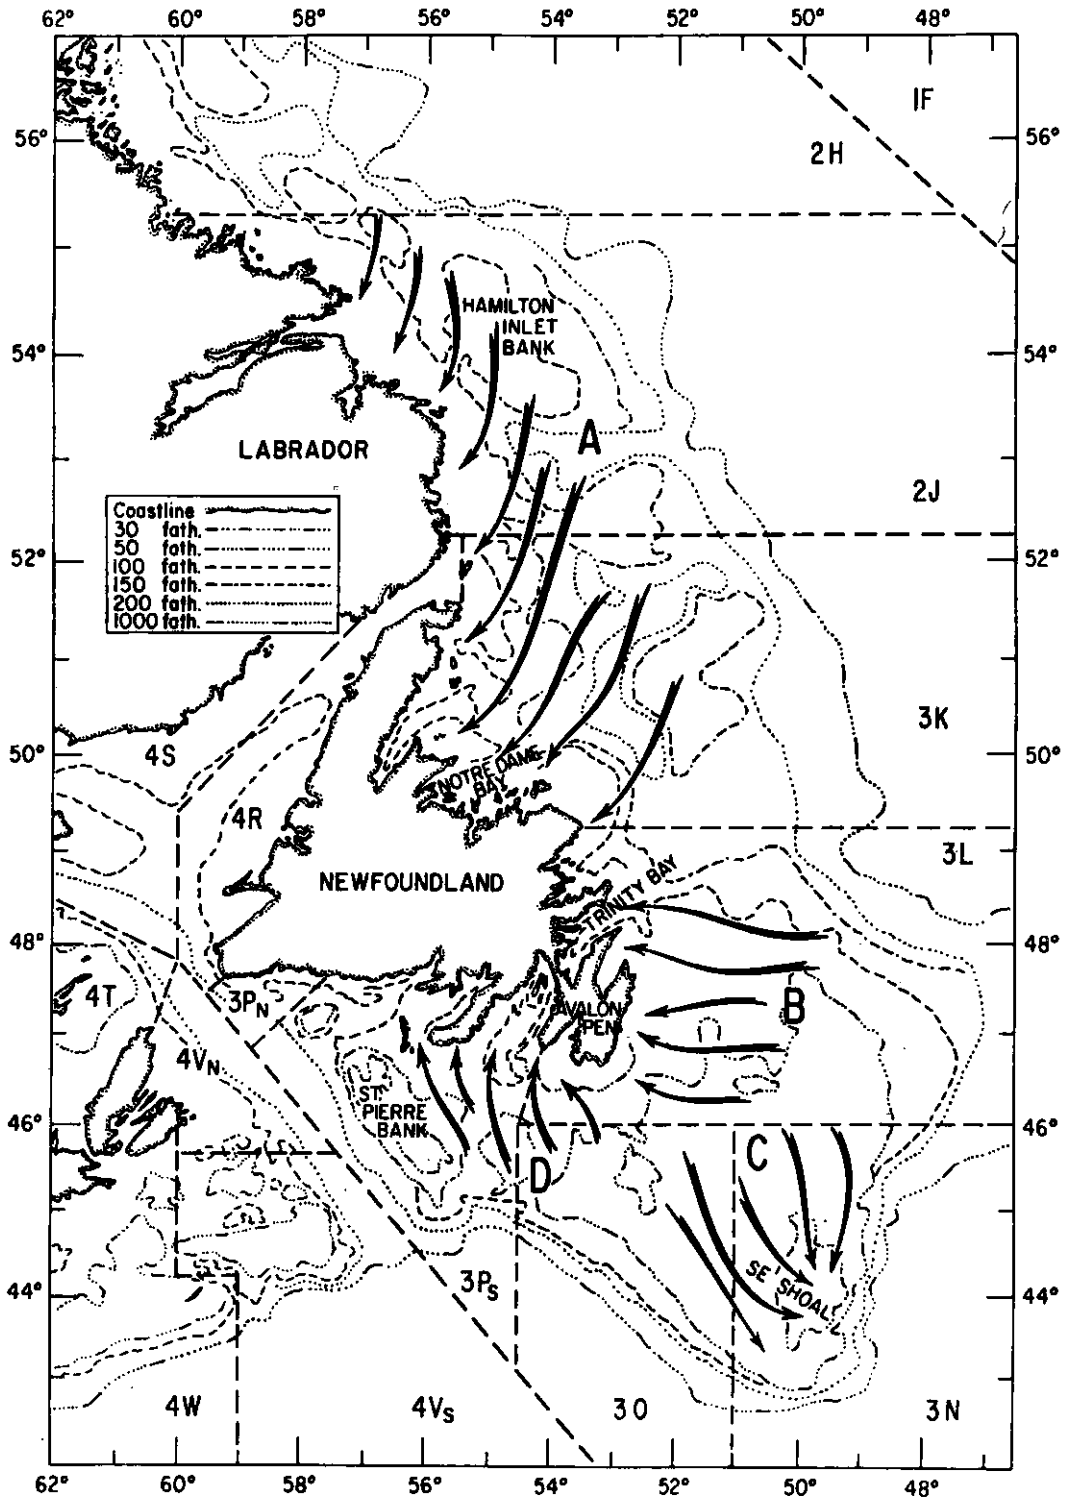 62° 60° 58° 56° 54° 52° 50° 48°
1F
56° 56°
2H
HAMILTON
INLET
BANK
54° 54°
A
LABRADOR
2J
Coastline
30 fath.
50 fath.
100 fath.
150 fath.
200 fath.
1000 fath.
52° 52°
3K
4S
50° 50°
NOTRE DAME
BAY
4R
3L
NEWFOUNDLAND
TRINITY BAY
48° 48°
4T
3PN
B
AVALON
PEN.
4VN
ST.
PIERRE
BANK
46° 46°
C
D
SE SHOAL
3PS
44° 44°
4W
4VS
3O
3N
62° 60° 58° 56° 54° 52° 50° 48°